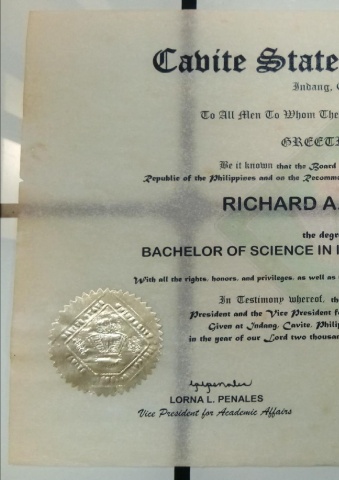 Cavite State
Indang,
To All Men To Whom The
GREETI
Be it known that the Board
Republic of the Philippines and on the Recomme
RICHARD A.
the degre
BACHELOR OF SCIENCE IN
With all the rights, honors, and privileges, as well as
In Testimony whereof, th
President and the Vice President f
Given at Indang, Cavite, Philip
in the year of our Lord two thousan
LORNA L. PENALES
Vice President for Academic Affairs